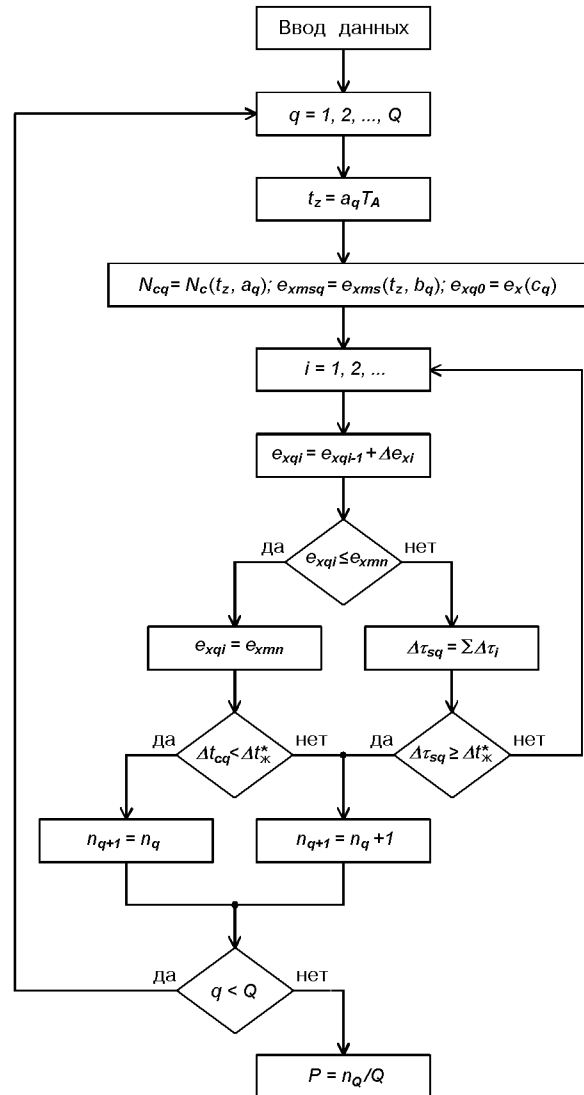 Ввод данных
q = 1, 2, ..., Q
t_z = a_q T_A
N_cq = N_c(t_z, a_q); e_xmsq = e_xms(t_z, b_q); e_xq0 = e_x(c_q)
i = 1, 2, ...
e_xqi = e_xqi-1 + Δe_xi
да
нет
e_xqi ≤ e_xmn
e_xqi = e_xmn
Δτ_sq = ΣΔτ_i
да
нет
да
нет
Δt_cq < Δt*_ж
Δτ_sq ≥ Δt*_ж
n_q+1 = n_q
n_q+1 = n_q + 1
да
нет
q < Q
P = n_Q/Q